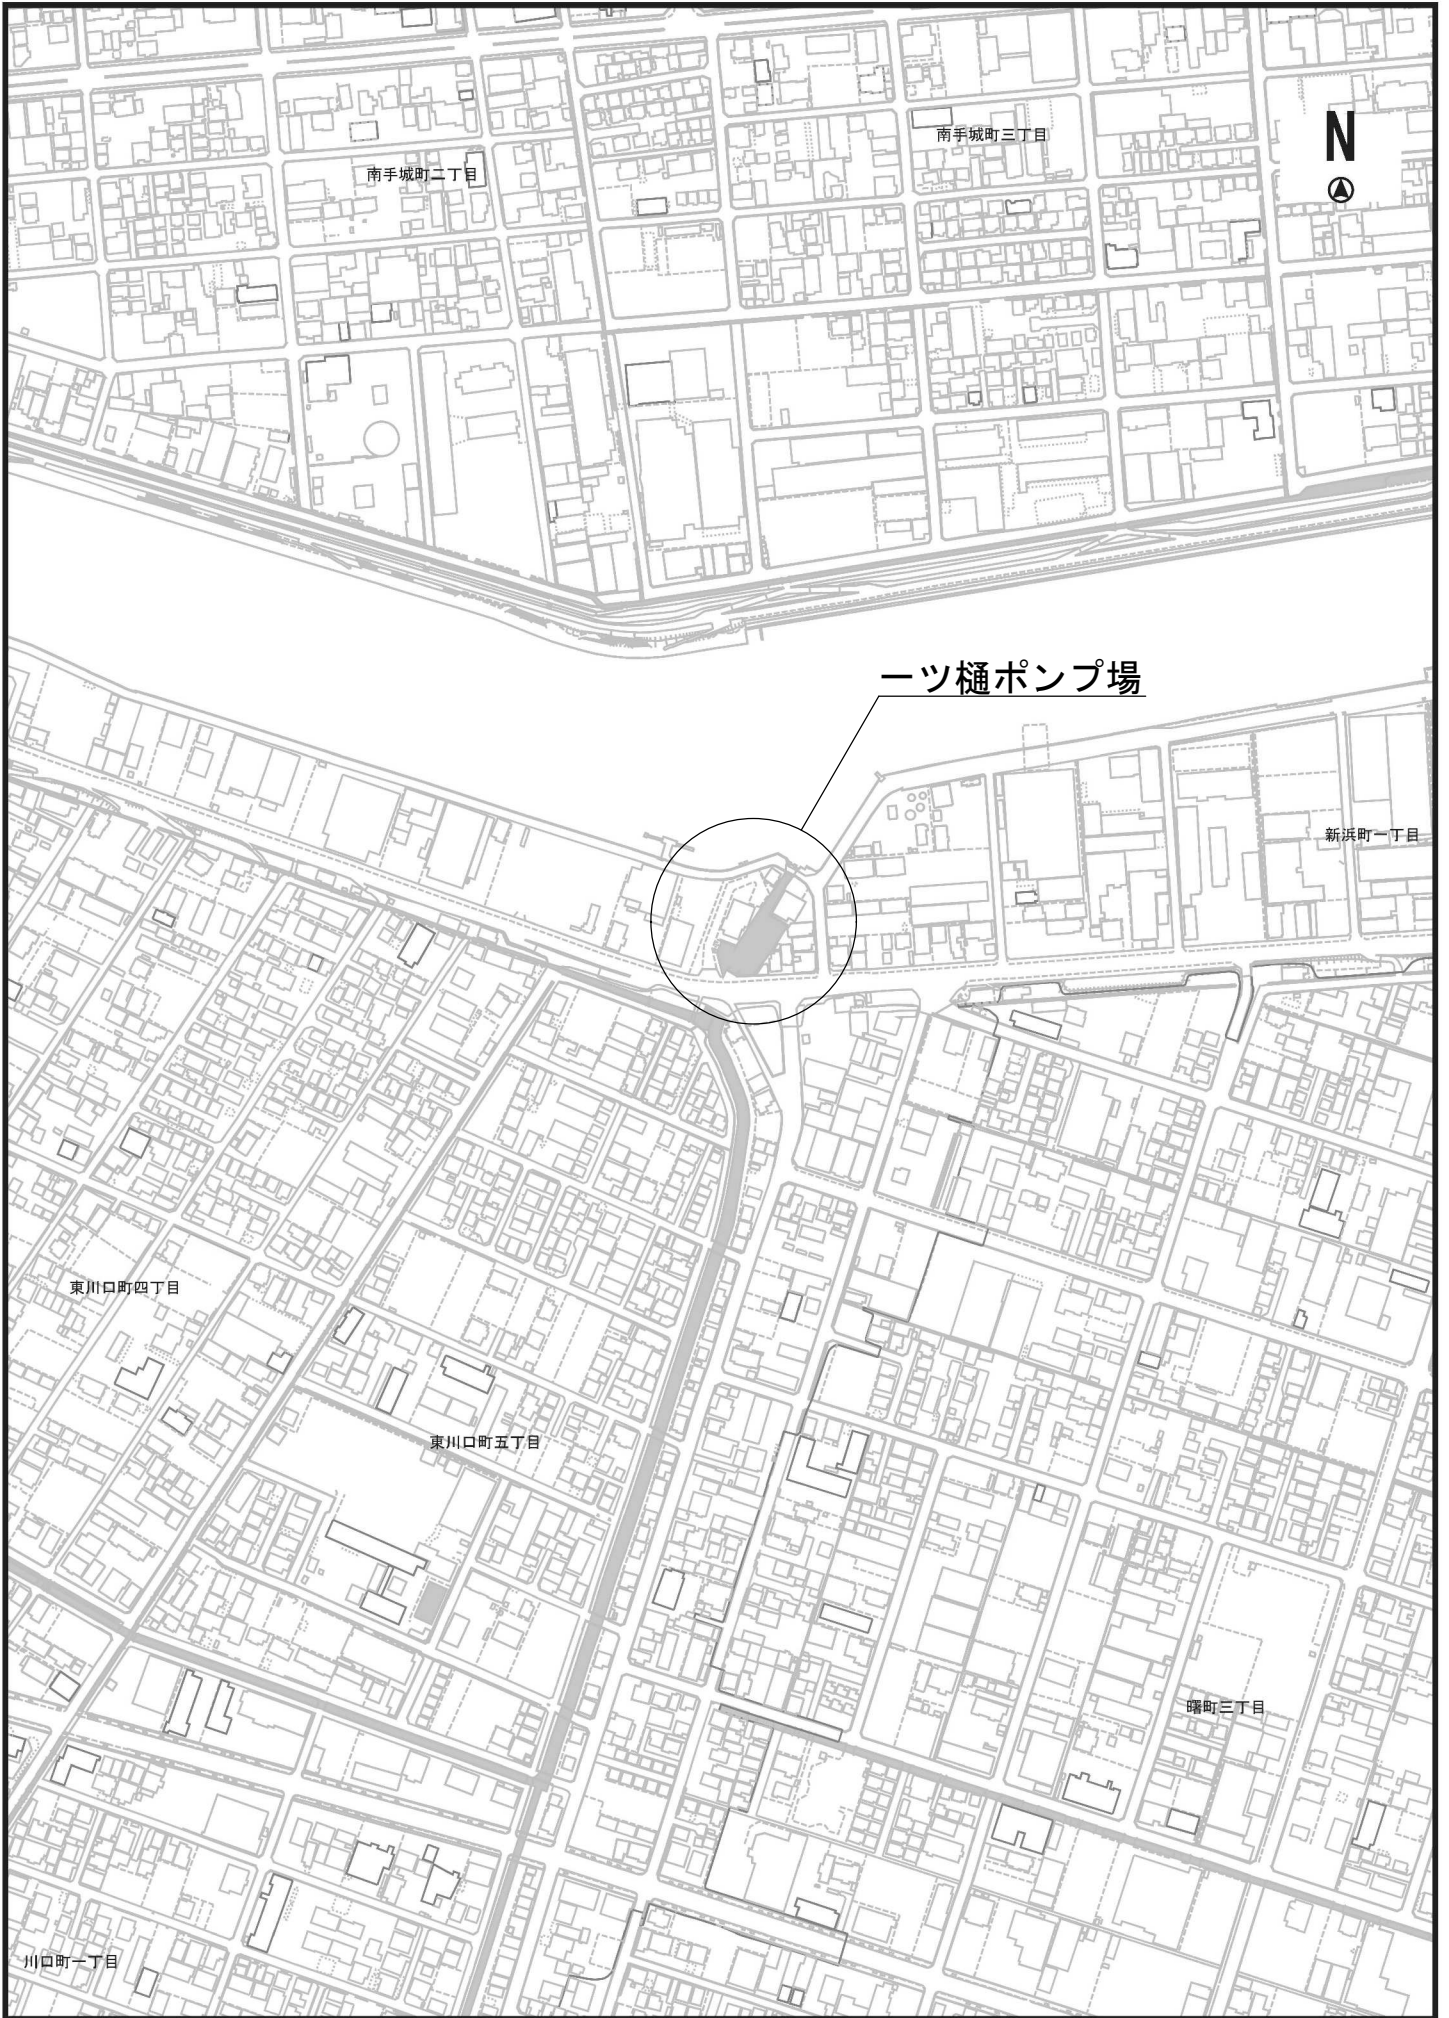 南手城町三丁目
N
南手城町二丁目
一ツ樋ポンプ場
新浜町一丁目
東川口町四丁目
東川口町五丁目
曙町三丁目
川口町一丁目